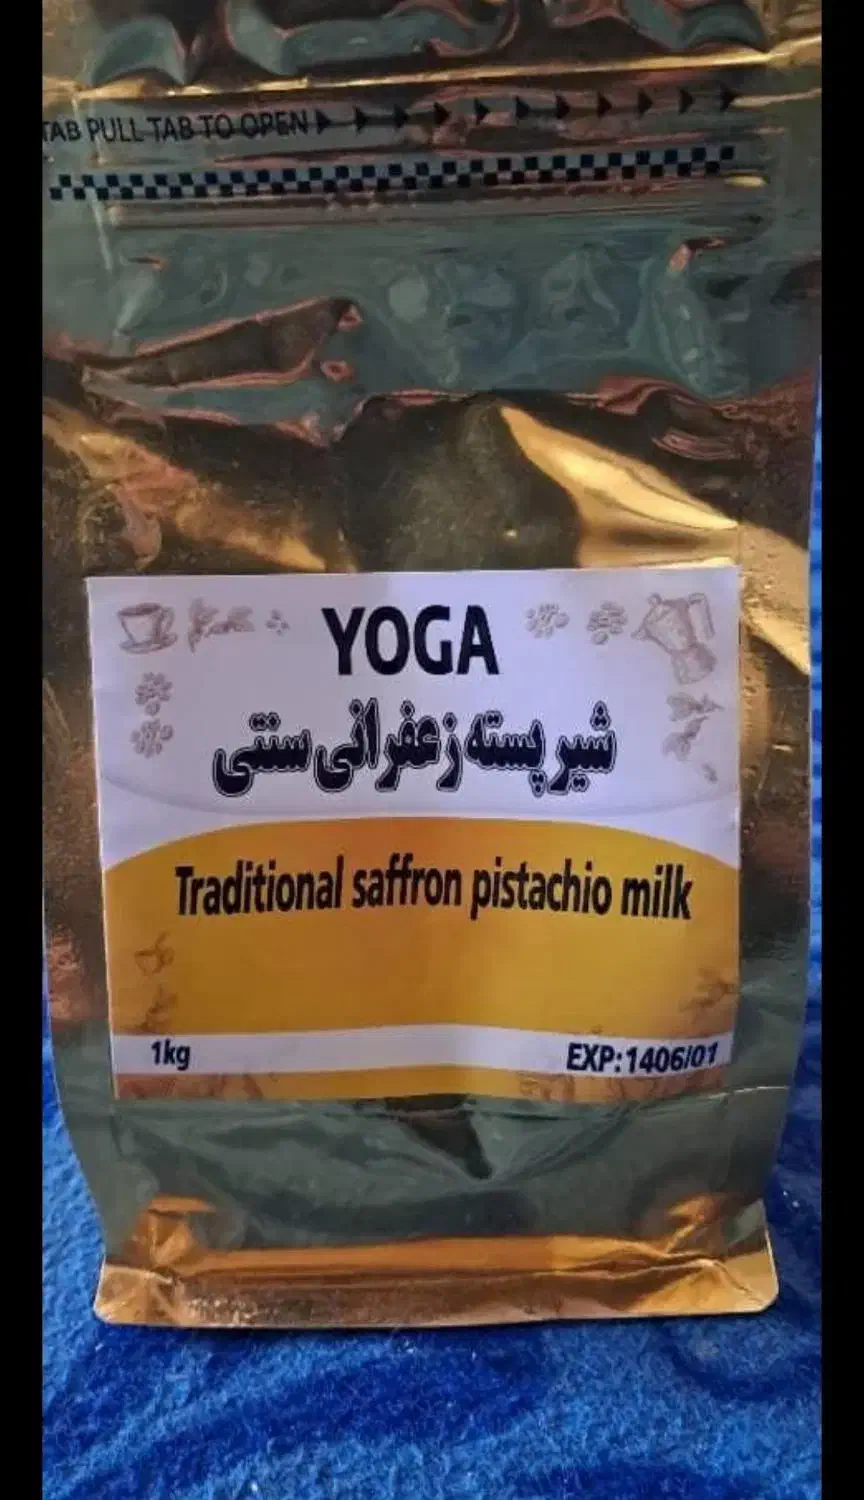 TAB PULL TAB TO OPEN
YOGA
شیر پسته زعفرانی سنتی
Traditional saffron pistachio milk
1kg EXP:1406/01